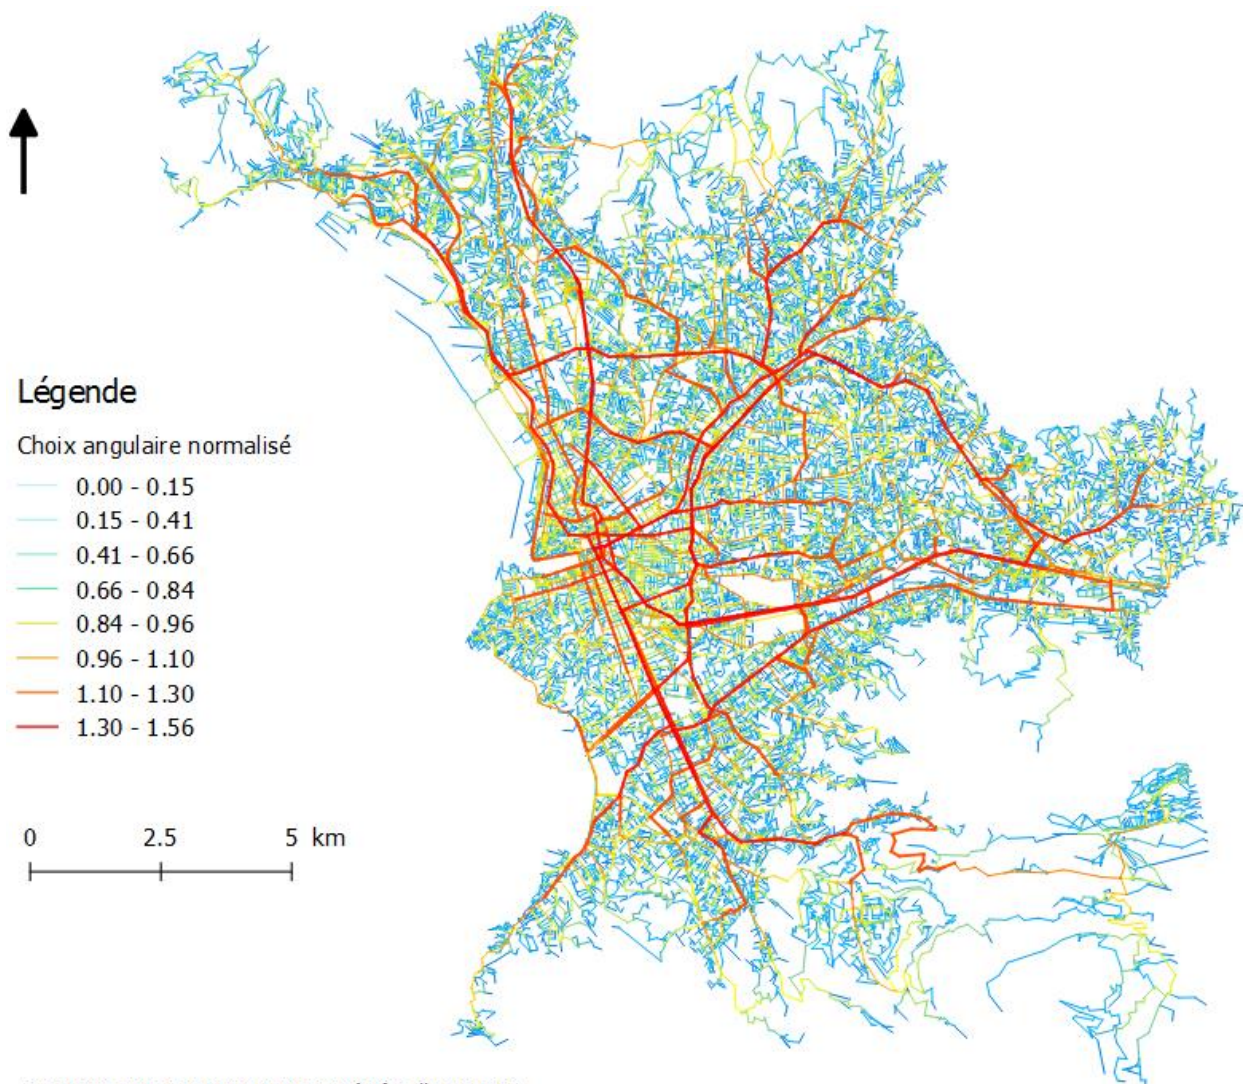 Légende
Choix angulaire normalisé
0.00 - 0.15
0.15 - 0.41
0.41 - 0.66
0.66 - 0.84
0.84 - 0.96
0.96 - 1.10
1.10 - 1.30
1.30 - 1.56
0 2.5 5 km